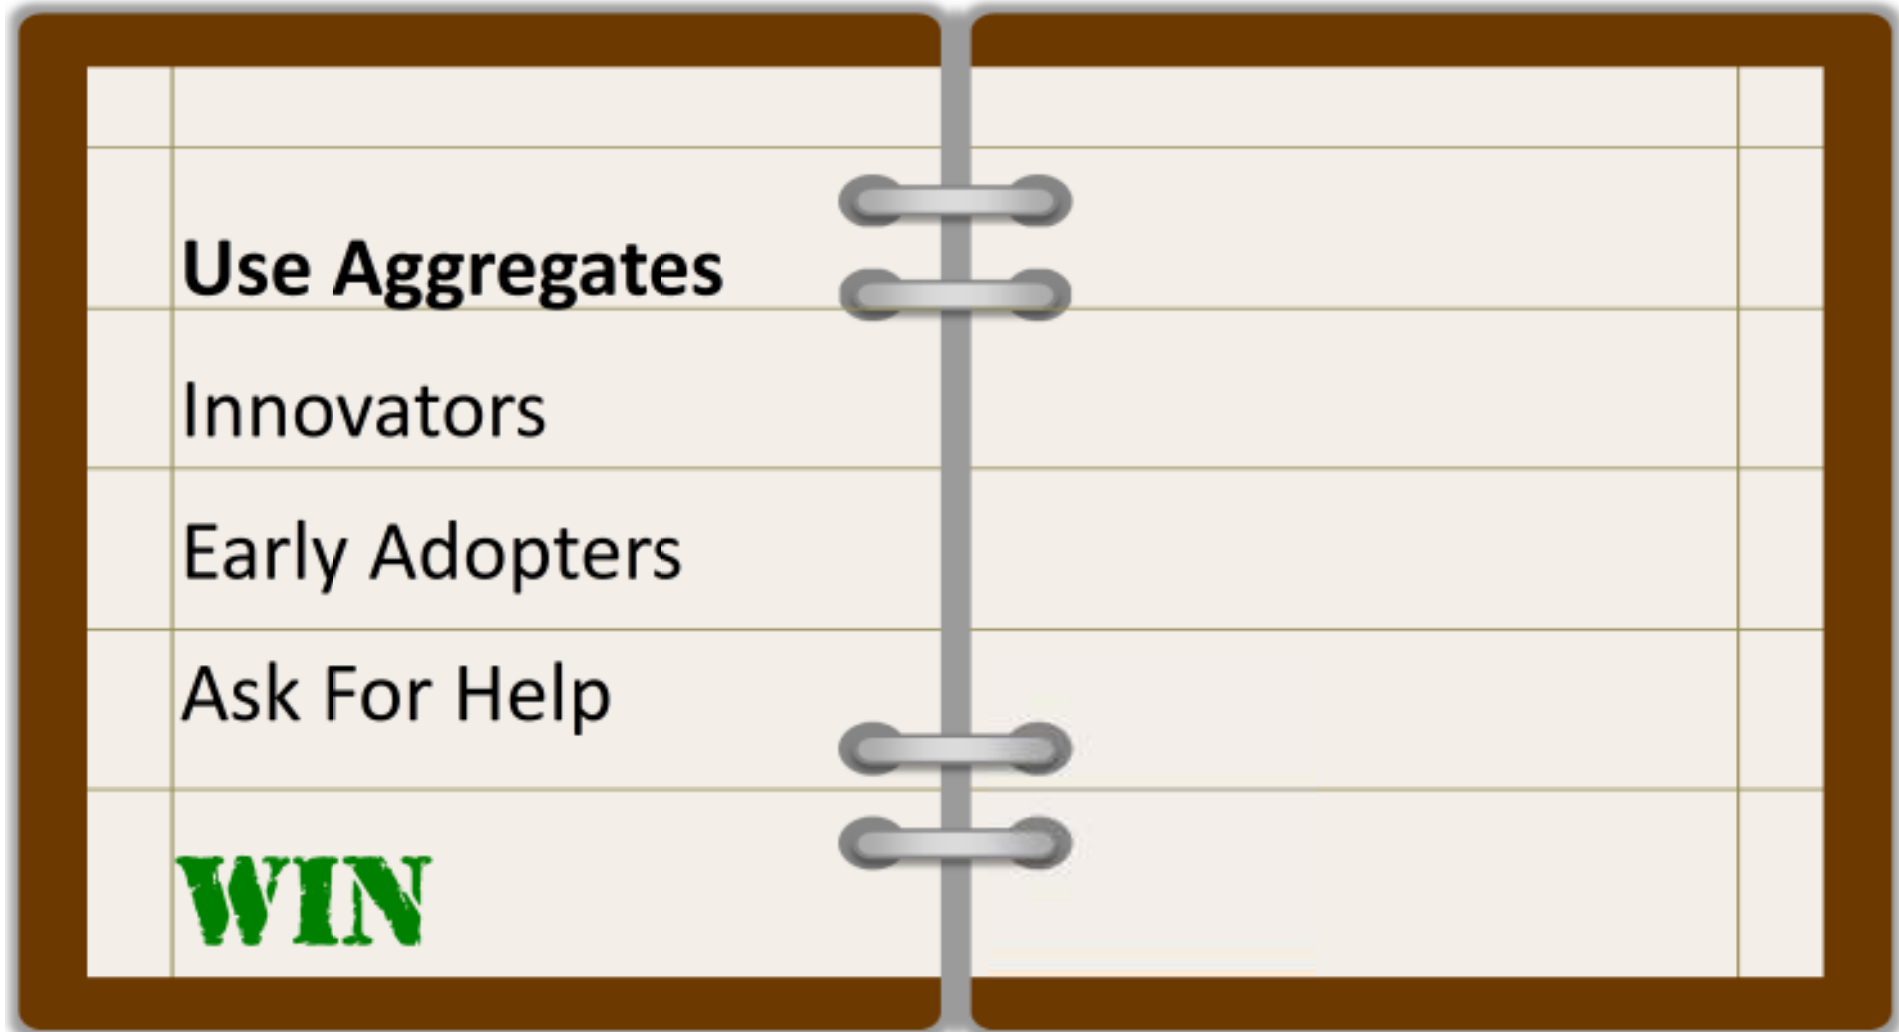 Use Aggregates
Innovators
Early Adopters
Ask For Help
WIN